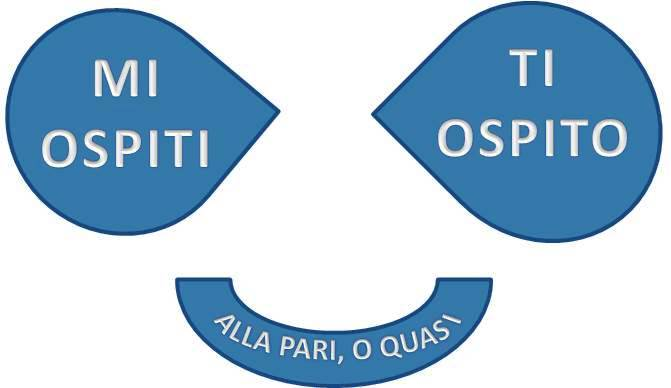 MI
OSPITI
TI
OSPITO
ALLA PARI, O QUASI